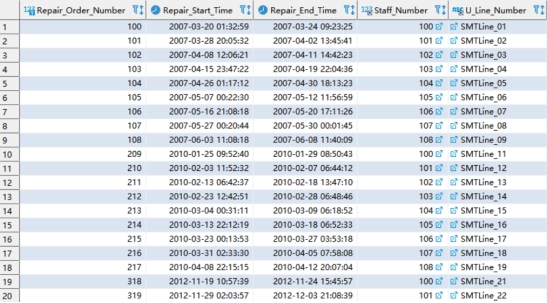 123 Repair_Order_Number Repair_Start_Time Repair_End_Time 123 Staff_Number ABC U_Line_Number
1 100 2007-03-20 01:32:59 2007-03-24 09:23:25 100 SMTLine_01
2 101 2007-03-28 20:05:32 2007-04-02 13:45:41 101 SMTLine_02
3 102 2007-04-08 12:06:21 2007-04-11 14:42:23 102 SMTLine_03
4 103 2007-04-15 23:47:22 2007-04-19 22:04:36 103 SMTLine_04
5 104 2007-04-26 01:17:12 2007-04-30 18:13:23 104 SMTLine_05
6 105 2007-05-07 00:22:30 2007-05-12 11:56:59 105 SMTLine_06
7 106 2007-05-16 21:08:18 2007-05-20 17:11:26 106 SMTLine_07
8 107 2007-05-27 00:20:44 2007-05-30 00:01:45 107 SMTLine_08
9 108 2007-06-03 11:08:18 2007-06-08 11:40:09 108 SMTLine_09
10 209 2010-01-25 09:52:40 2010-01-29 08:50:43 100 SMTLine_11
11 210 2010-02-03 11:52:32 2010-02-07 06:44:12 101 SMTLine_12
12 211 2010-02-13 06:42:37 2010-02-18 13:47:10 102 SMTLine_13
13 212 2010-02-23 12:42:51 2010-02-28 06:48:46 103 SMTLine_14
14 213 2010-03-04 00:31:11 2010-03-09 06:18:52 104 SMTLine_15
15 214 2010-03-13 22:12:19 2010-03-18 06:52:33 105 SMTLine_16
16 215 2010-03-23 00:13:53 2010-03-27 03:53:18 106 SMTLine_17
17 216 2010-03-31 02:33:30 2010-04-05 07:58:08 107 SMTLine_18
18 217 2010-04-08 22:15:15 2010-04-12 20:07:04 108 SMTLine_19
19 318 2012-11-19 10:57:39 2012-11-24 15:45:57 100 SMTLine_21
20 319 2012-11-29 02:03:57 2012-12-03 21:08:39 101 SMTLine_22